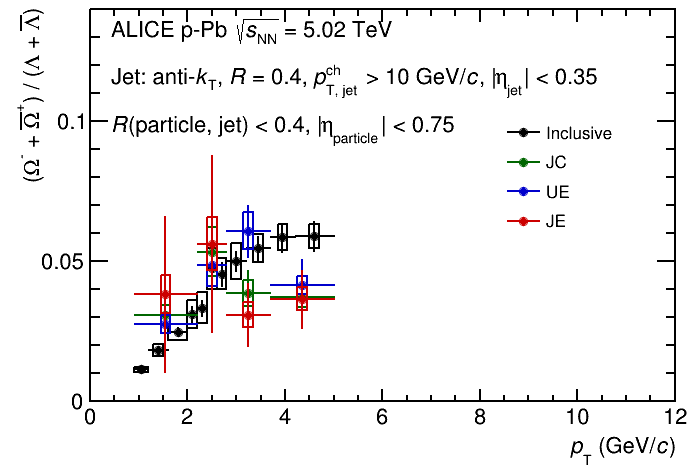 ALICE p-Pb √s_NN = 5.02 TeV
Jet: anti-k_T, R = 0.4, p_T, jet^ch > 10 GeV/c, |η_jet| < 0.35
R(particle, jet) < 0.4, |η_particle| < 0.75
Inclusive
JC
UE
JE
(Ω⁻ + Ω̅⁺) / (Λ + Λ̅)
0.1
0.05
0
0 2 4 6 8 10 12
p_T (GeV/c)